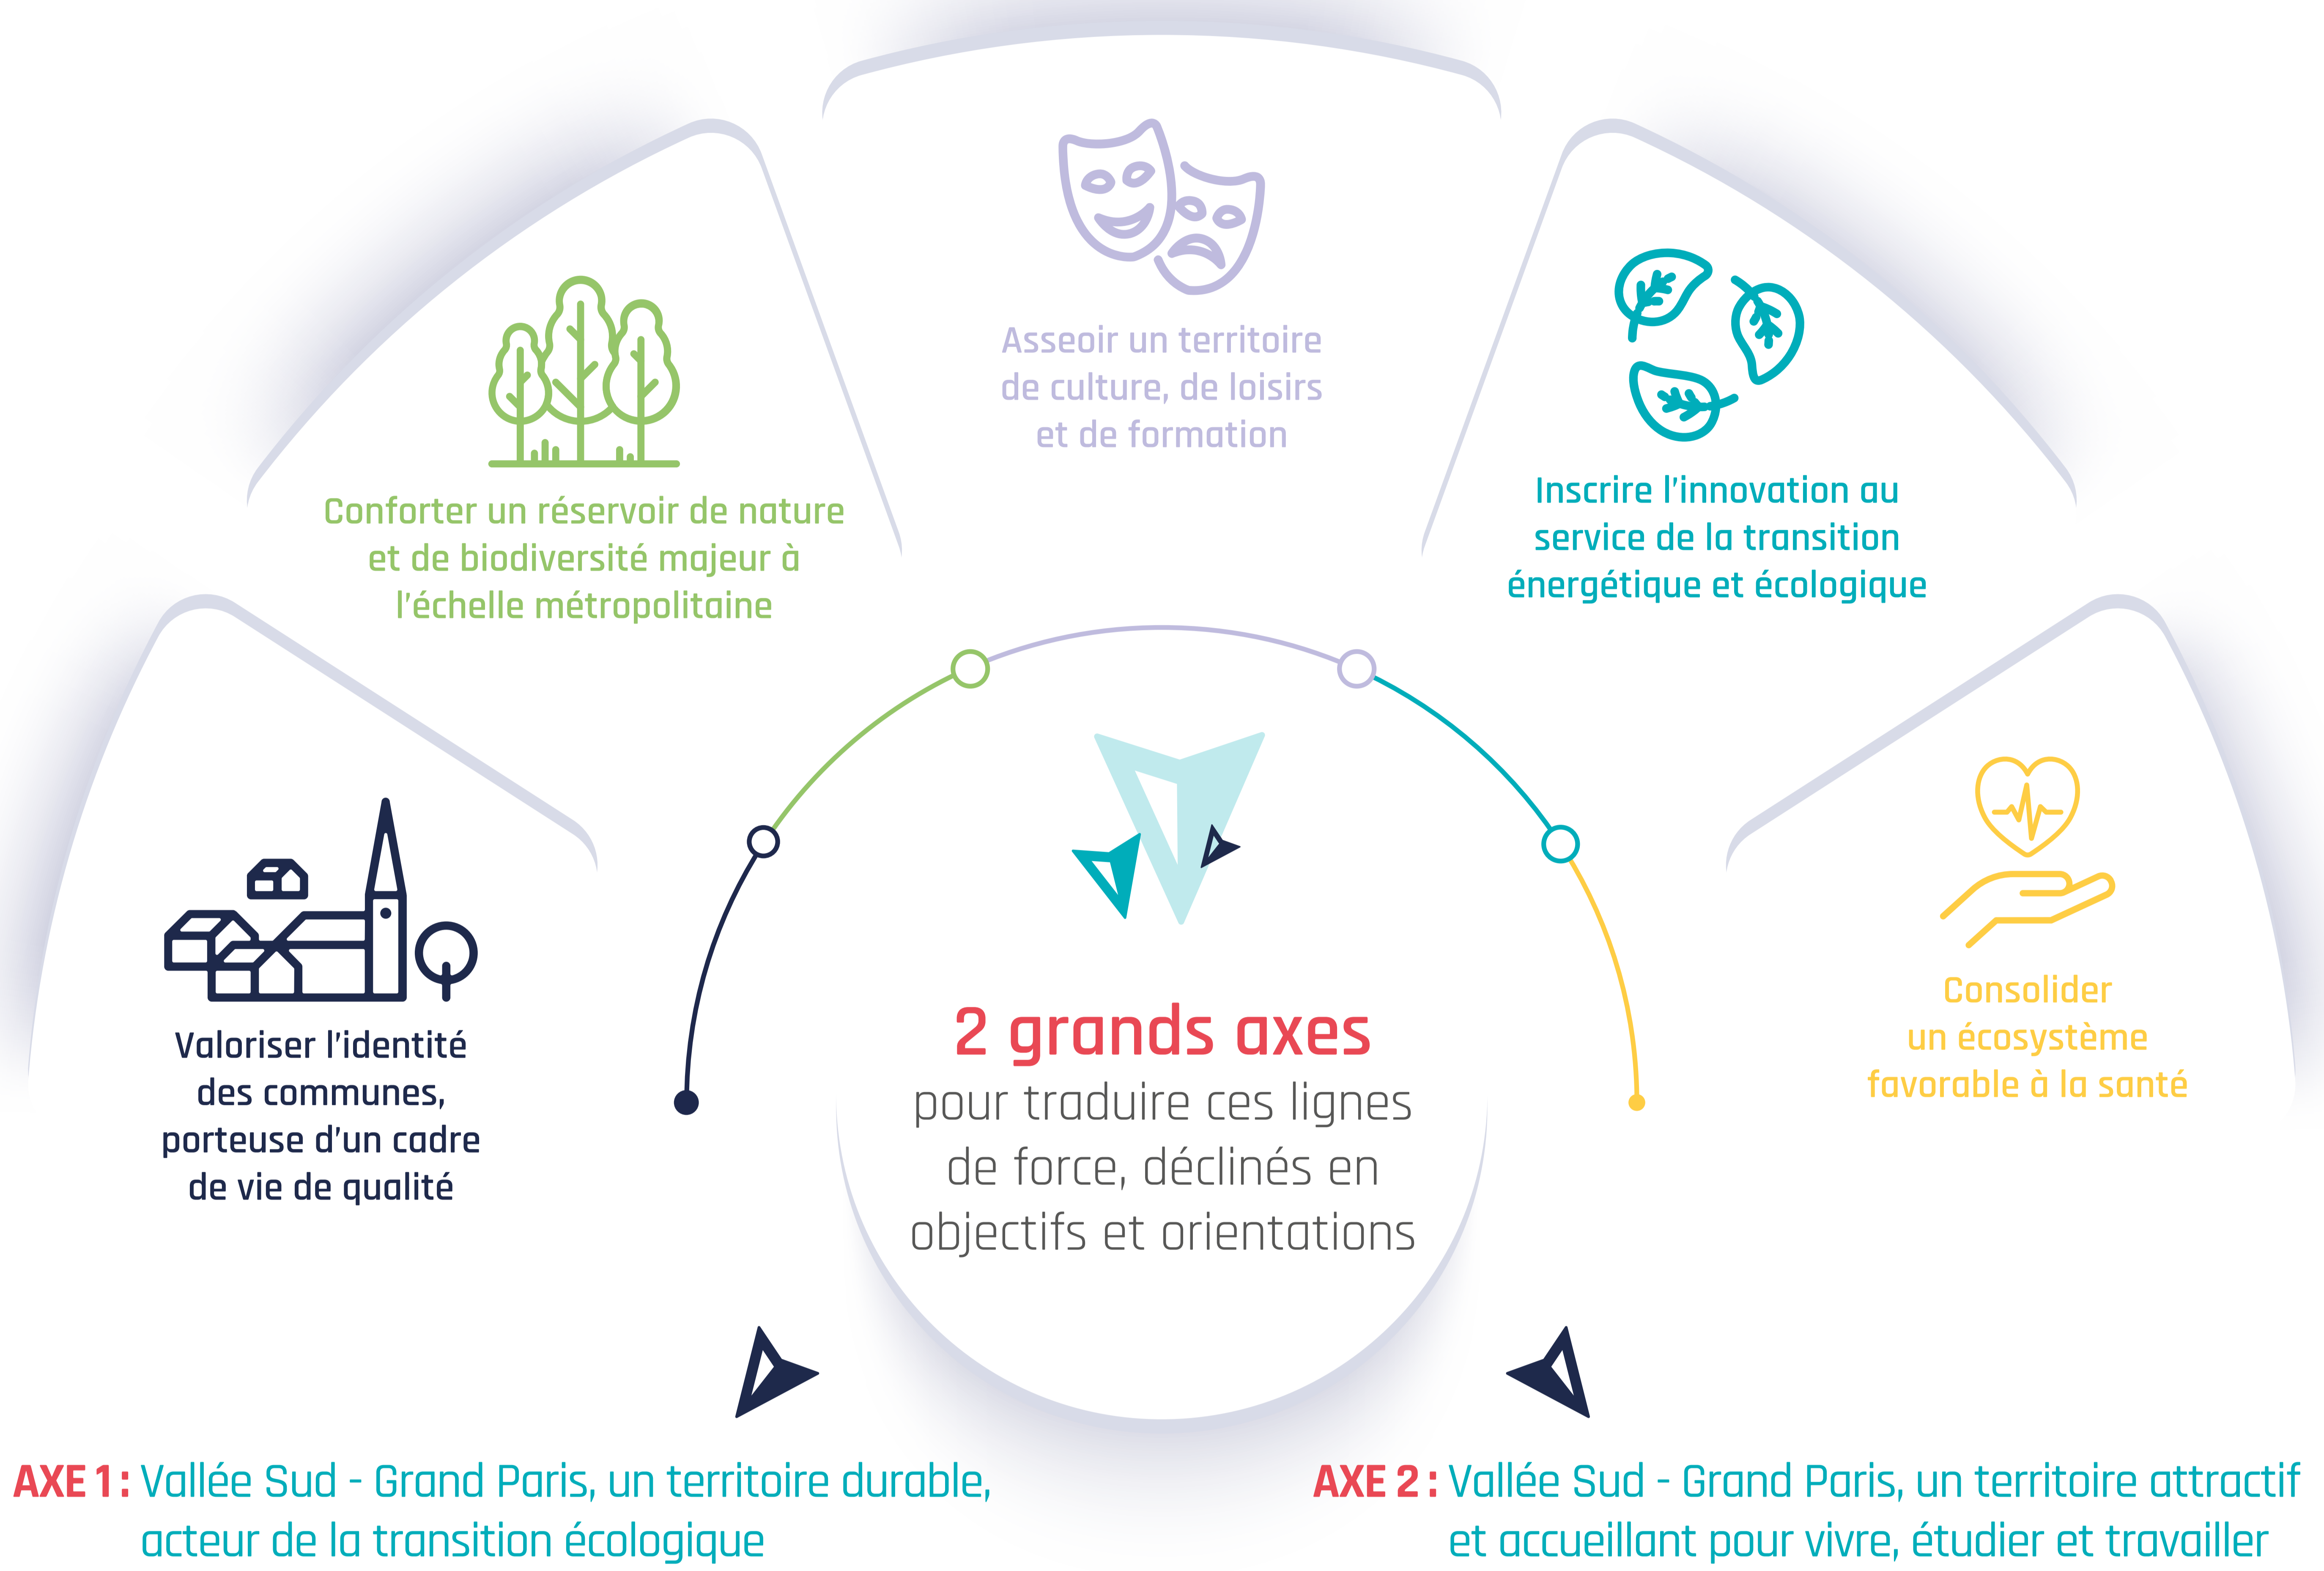 Valoriser l'identité
des communes,
porteuse d'un cadre
de vie de qualité
Conforter un réservoir de nature
et de biodiversité majeur à
l'échelle métropolitaine
Asseoir un territoire
de culture, de loisirs
et de formation
Inscrire l'innovation au
service de la transition
énergétique et écologique
Consolider
un écosystème
favorable à la santé
2 grands axes
pour traduire ces lignes
de force, déclinés en
objectifs et orientations
AXE 1 : Vallée Sud - Grand Paris, un territoire durable,
acteur de la transition écologique
AXE 2 : Vallée Sud - Grand Paris, un territoire attractif
et accueillant pour vivre, étudier et travailler